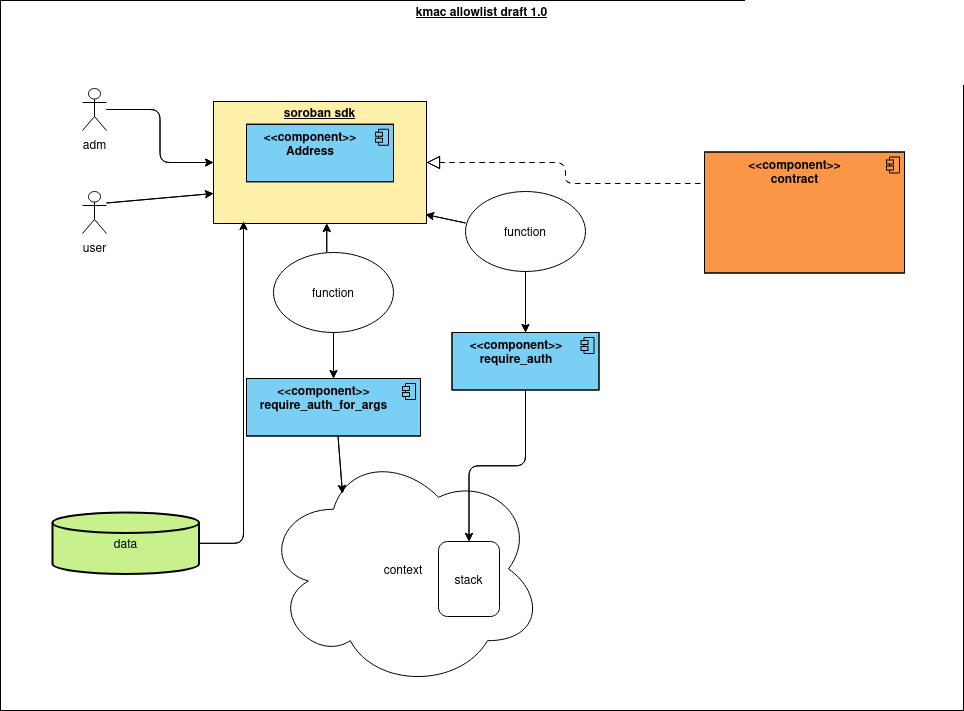 kmac allowlist draft 1.0
adm
user
soroban sdk
<<component>>
Address
<<component>>
contract
function
function
<<component>>
require_auth
<<component>>
require_auth_for_args
data
context
stack